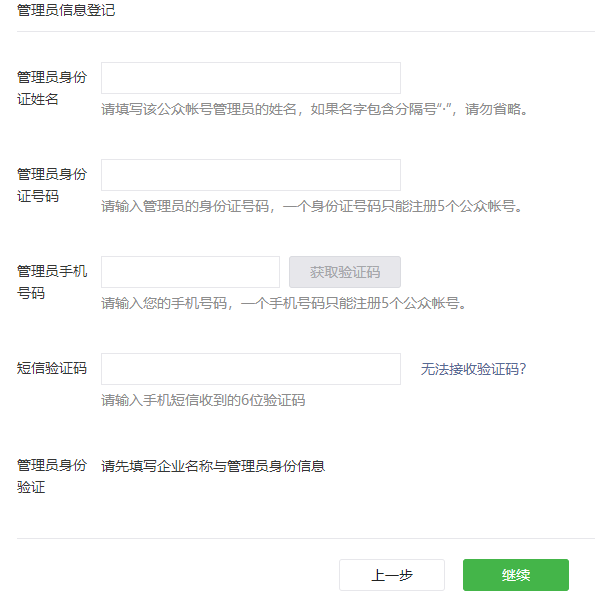 管理员信息登记
管理员身份
证姓名
请填写该公众帐号管理员的姓名，如果名字包含分隔号“·”，请勿省略。
管理员身份
证号码
请输入管理员的身份证号码，一个身份证号码只能注册5个公众帐号。
管理员手机
号码
获取验证码
请输入您的手机号码，一个手机号码只能注册5个公众帐号。
短信验证码
无法接收验证码？
请输入手机短信收到的6位验证码
管理员身份
验证
请先填写企业名称与管理员身份信息
上一步
继续